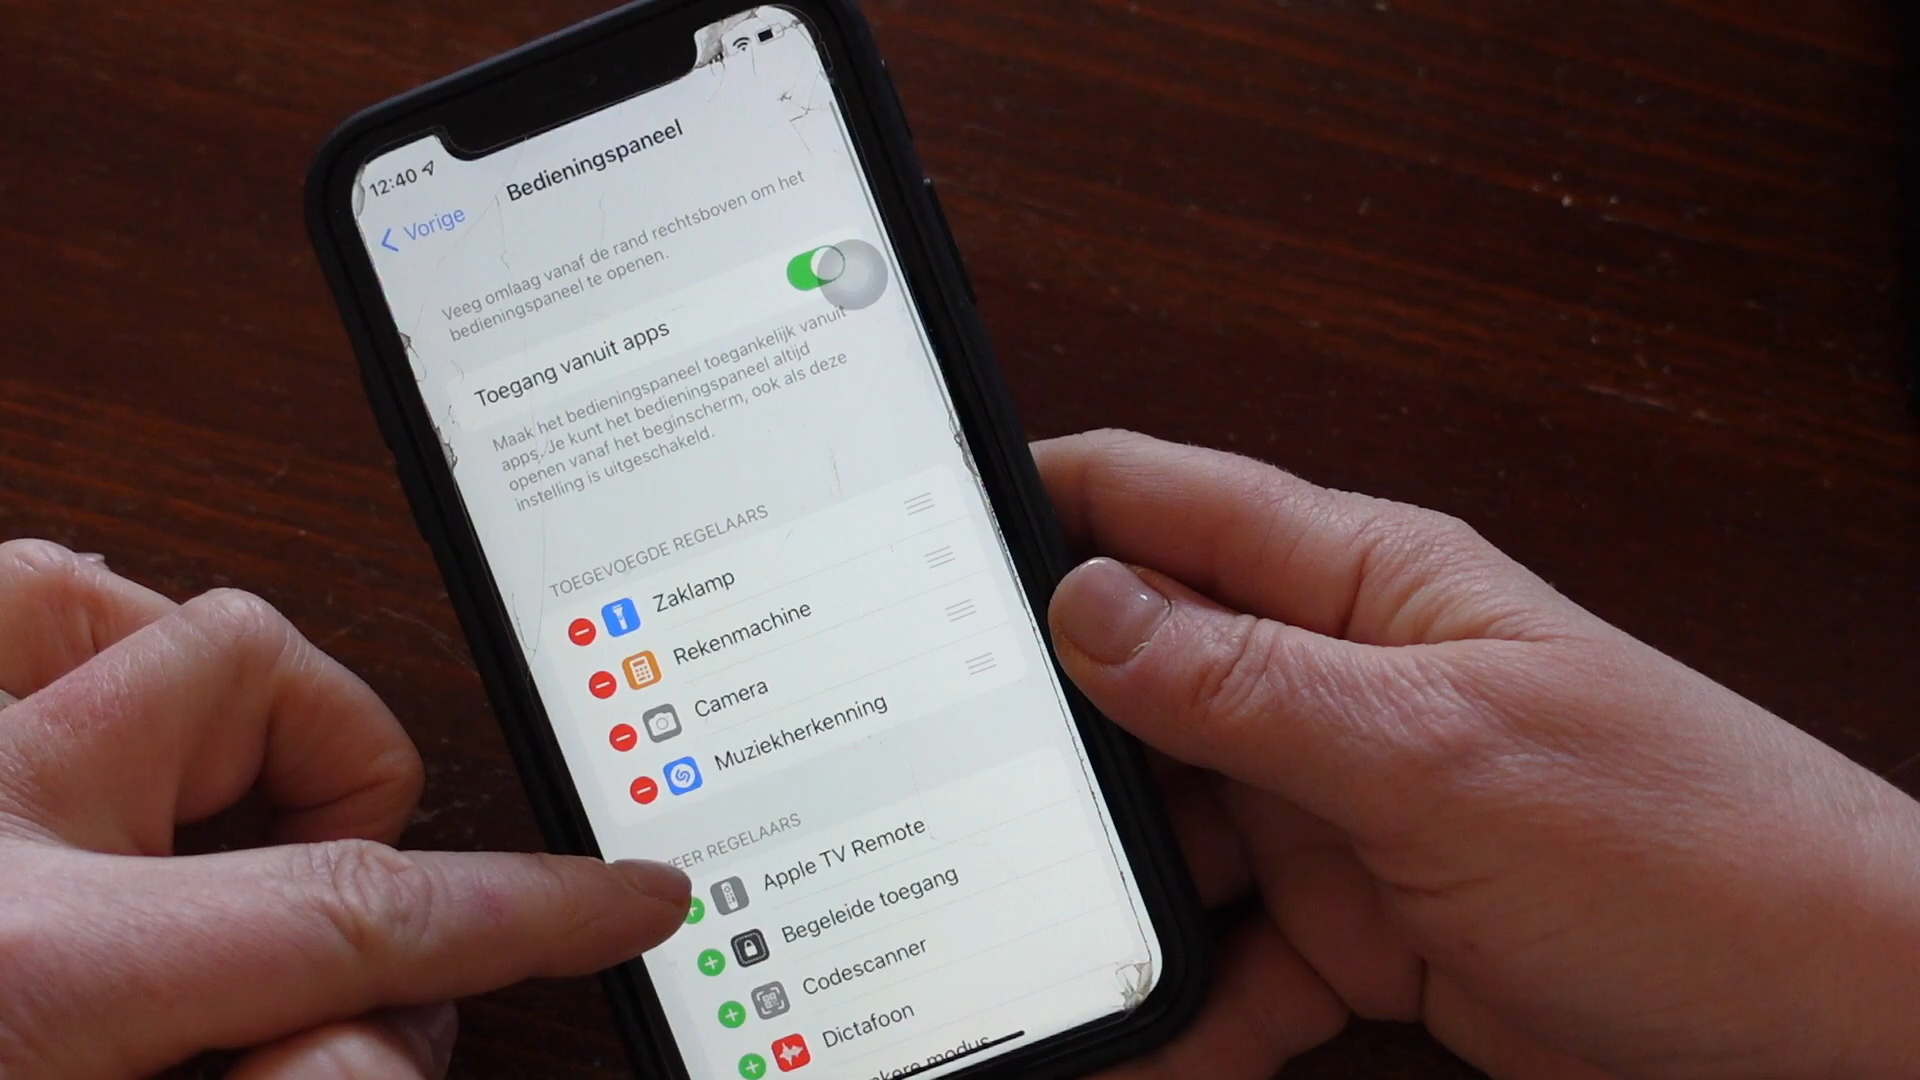 12:40
Vorige
Bedieningspaneel
Veeg omlaag vanaf de rand rechtsboven om het
bedieningspaneel te openen.
Toegang vanuit apps
Maak het bedieningspaneel toegankelijk vanuit
apps. Je kunt het bedieningspaneel altijd
openen vanaf het beginscherm, ook als deze
instelling is uitgeschakeld.
TOEGEVOEGDE REGELAARS
Zaklamp
Rekenmachine
Camera
Muziekherkenning
MEER REGELAARS
Apple TV Remote
Begeleide toegang
Codescanner
Dictafoon
modus